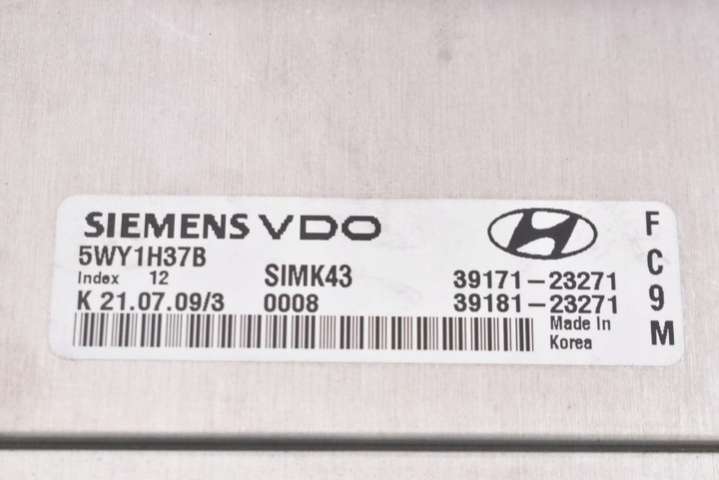 SIEMENS VDO
5WY1H37B
Index 12 SIMK43 39171-23271
K 21.07.09/3 0008 39181-23271
Made In
Korea
F
C
9
M